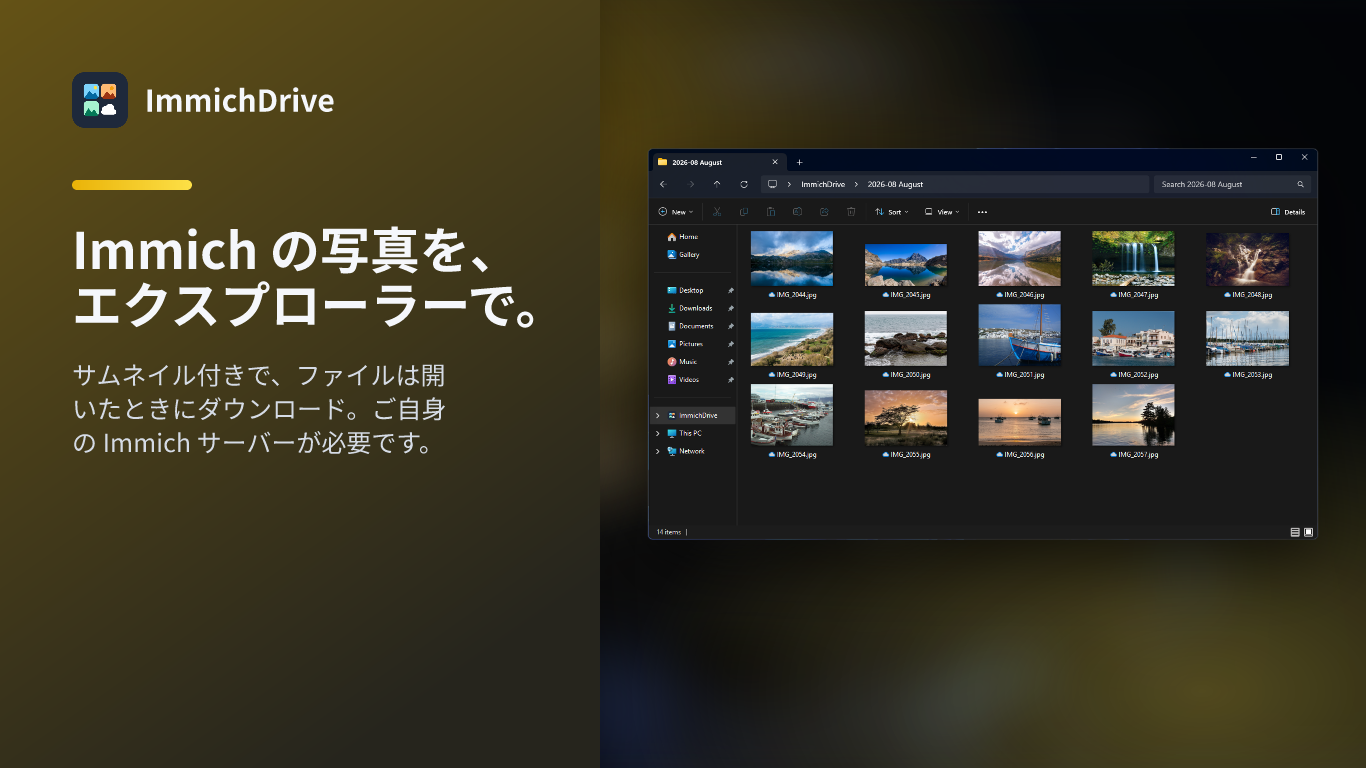 ImmichDrive
Immich の写真を、
エクスプローラーで。
サムネイル付きで、ファイルは開
いたときにダウンロード。ご自身
の Immich サーバーが必要です。
2026-08 August
ImmichDrive
2026-08 August
Search 2026-08 August
New
Sort
View
Details
Home
Gallery
Desktop
Downloads
Documents
Pictures
Music
Videos
ImmichDrive
This PC
Network
IMG_2044.jpg
IMG_2045.jpg
IMG_2046.jpg
IMG_2047.jpg
IMG_2048.jpg
IMG_2049.jpg
IMG_2050.jpg
IMG_2051.jpg
IMG_2052.jpg
IMG_2053.jpg
IMG_2054.jpg
IMG_2055.jpg
IMG_2056.jpg
IMG_2057.jpg
14 items